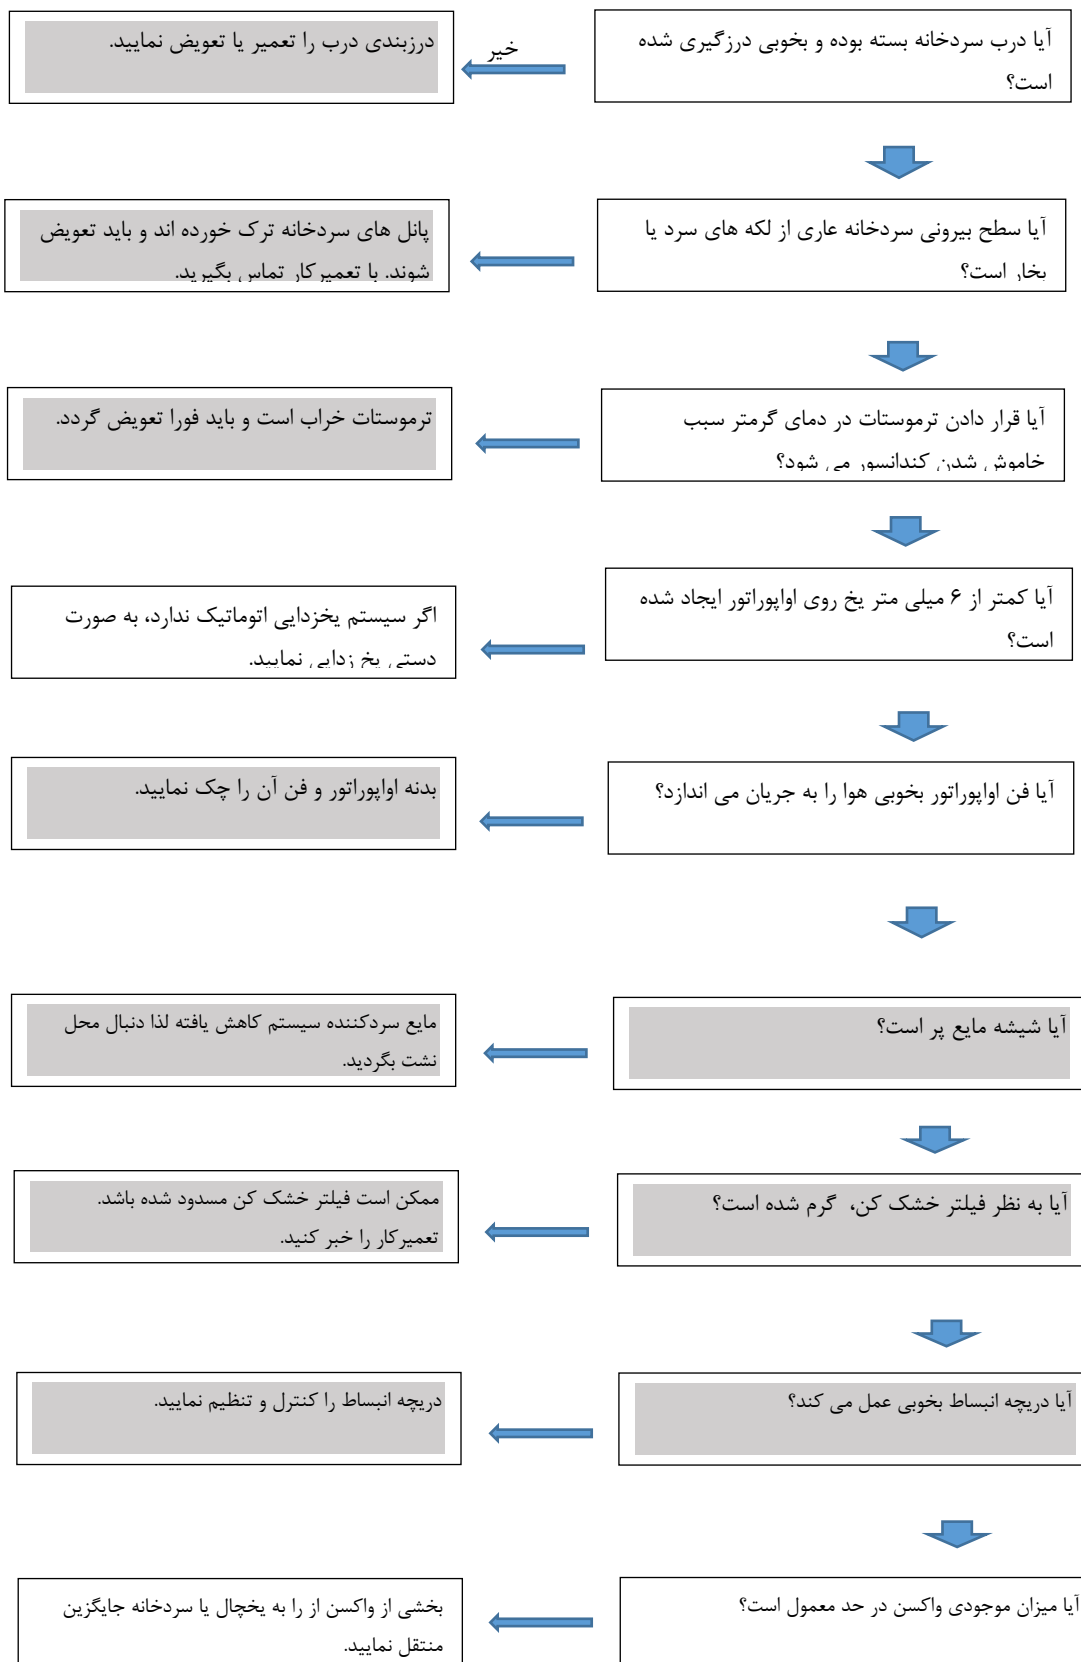 آیا درب سردخانه بسته بوده و بخوبی درزگیری شده
است؟
خیر
درزبندی درب را تعمیر یا تعویض نمایید.
آیا سطح بیرونی سردخانه عاری از لکه های سرد یا
بخار است؟
پانل های سردخانه ترک خورده اند و باید تعویض
شوند. با تعمیرکار تماس بگیرید.
آیا قرار دادن ترموستات در دمای گرمتر سبب
خاموش شدن کندانسور می شود؟
ترموستات خراب است و باید فورا تعویض گردد.
آیا کمتر از ۶ میلی متر یخ روی اواپوراتور ایجاد شده
است؟
اگر سیستم یخزدایی اتوماتیک ندارد، به صورت
دستی یخ زدایی نمایید.
آیا فن اواپوراتور بخوبی هوا را به جریان می اندازد؟
بدنه اواپوراتور و فن آن را چک نمایید.
آیا شیشه مایع پر است؟
مایع سردکننده سیستم کاهش یافته لذا دنبال محل
نشت بگردید.
آیا به نظر فیلتر خشک کن، گرم شده است؟
ممکن است فیلتر خشک کن مسدود شده باشد.
تعمیرکار را خبر کنید.
آیا دریچه انبساط بخوبی عمل می کند؟
دریچه انبساط را کنترل و تنظیم نمایید.
آیا میزان موجودی واکسن در حد معمول است؟
بخشی از واکسن از را به یخچال یا سردخانه جایگزین
منتقل نمایید.